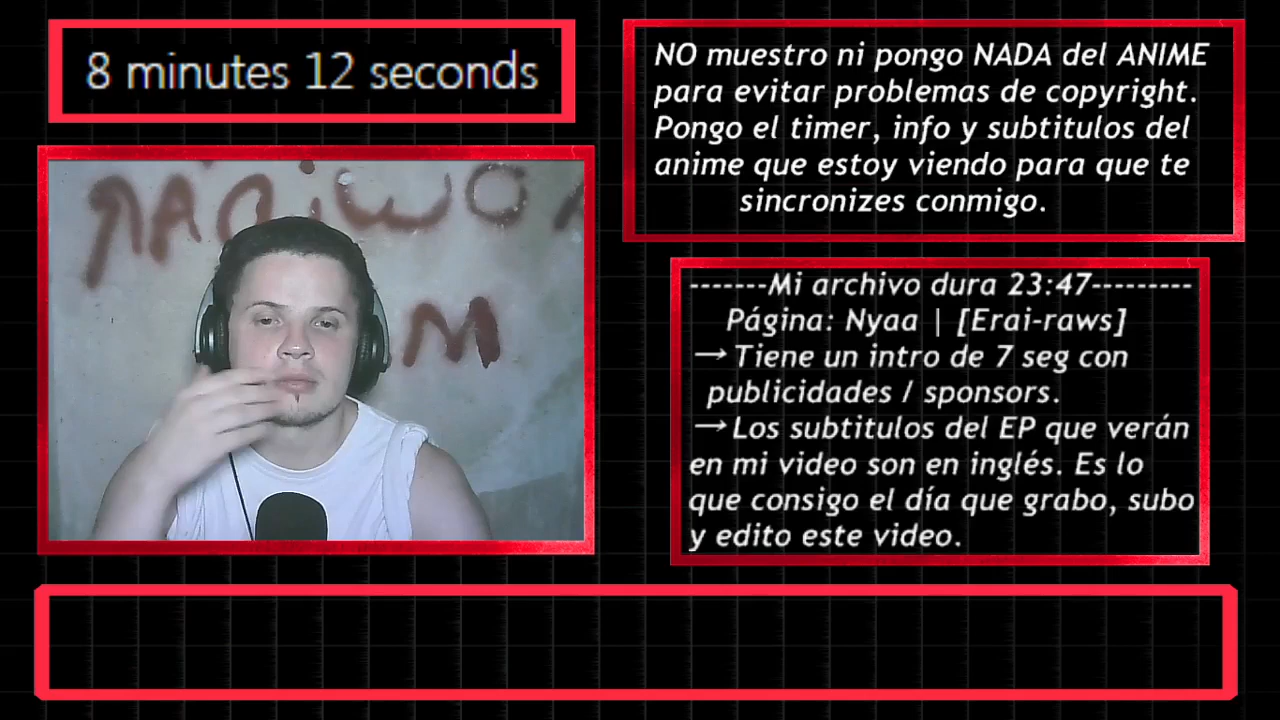 8 minutes 12 seconds
NO muestro ni pongo NADA del ANIME
para evitar problemas de copyright.
Pongo el timer, info y subtitulos del
anime que estoy viendo para que te
sincronizes conmigo.
-------Mi archivo dura 23:47---------
Página: Nyaa | [Erai-raws]
→Tiene un intro de 7 seg con
publicidades / sponsors.
→Los subtitulos del EP que verán
en mi video son en inglés. Es lo
que consigo el día que grabo, subo
y edito este video.